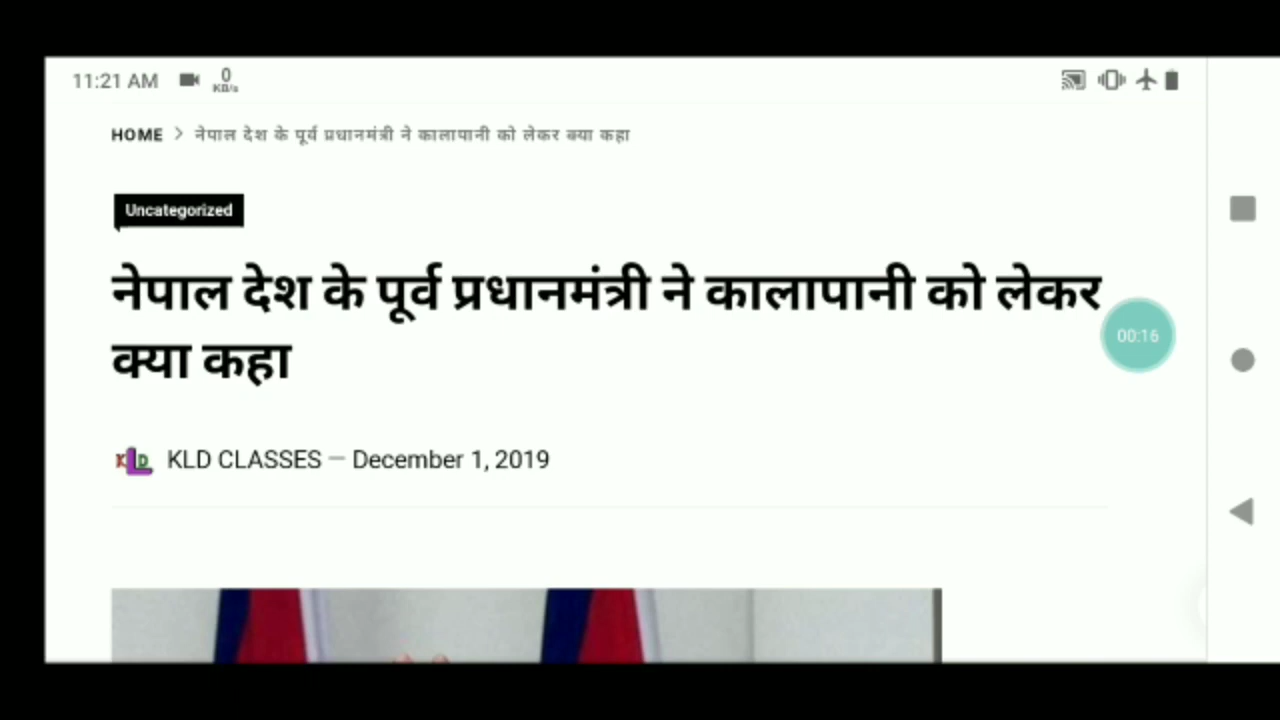 11:21 AM 0 KB/s
HOME > नेपाल देश के पूर्व प्रधानमंत्री ने कालापानी को लेकर क्या कहा
Uncategorized
नेपाल देश के पूर्व प्रधानमंत्री ने कालापानी को लेकर
क्या कहा
00:16
KLD KLD CLASSES — December 1, 2019